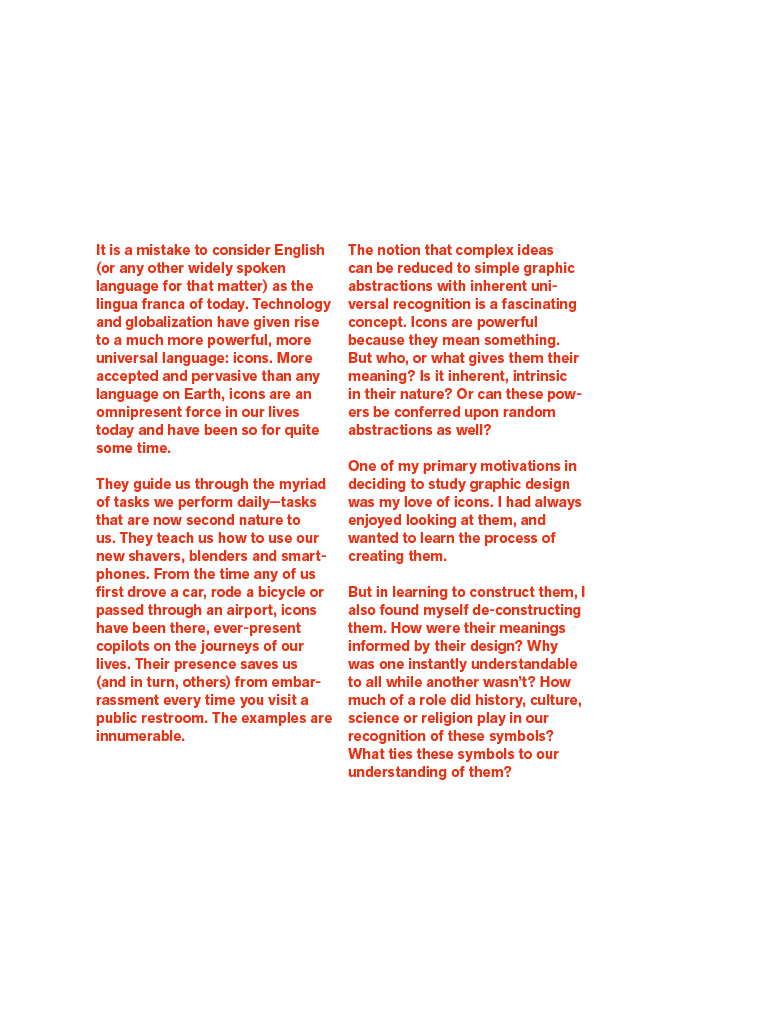 It is a mistake to consider English
(or any other widely spoken
language for that matter) as the
lingua franca of today. Technology
and globalization have given rise
to a much more powerful, more
universal language: icons. More
accepted and pervasive than any
language on Earth, icons are an
omnipresent force in our lives
today and have been so for quite
some time.
They guide us through the myriad
of tasks we perform daily—tasks
that are now second nature to
us. They teach us how to use our
new shavers, blenders and smart-
phones. From the time any of us
first drove a car, rode a bicycle or
passed through an airport, icons
have been there, ever-present
copilots on the journeys of our
lives. Their presence saves us
(and in turn, others) from embar-
rassment every time you visit a
public restroom. The examples are
innumerable.
The notion that complex ideas
can be reduced to simple graphic
abstractions with inherent uni-
versal recognition is a fascinating
concept. Icons are powerful
because they mean something.
But who, or what gives them their
meaning? Is it inherent, intrinsic
in their nature? Or can these pow-
ers be conferred upon random
abstractions as well?
One of my primary motivations in
deciding to study graphic design
was my love of icons. I had always
enjoyed looking at them, and
wanted to learn the process of
creating them.
But in learning to construct them, I
also found myself de-constructing
them. How were their meanings
informed by their design? Why
was one instantly understandable
to all while another wasn't? How
much of a role did history, culture,
science or religion play in our
recognition of these symbols?
What ties these symbols to our
understanding of them?